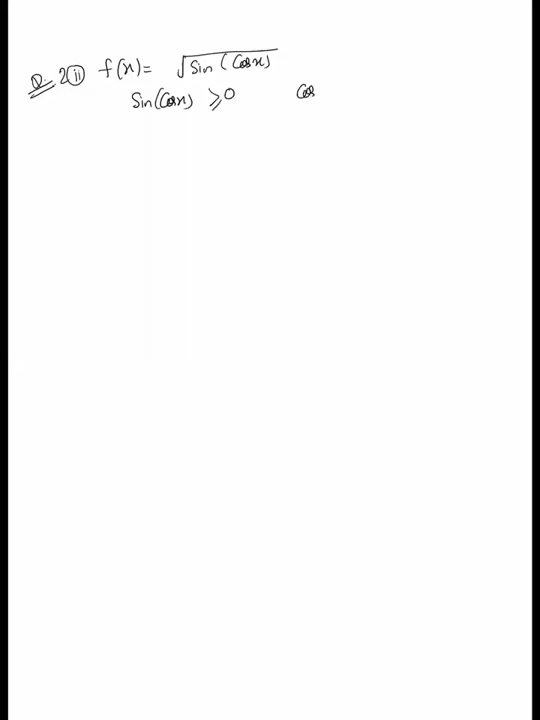 Q. 2(ii) f(x) = √Sin (Cosx)
Sin(Cosx) ≥ 0 Cos